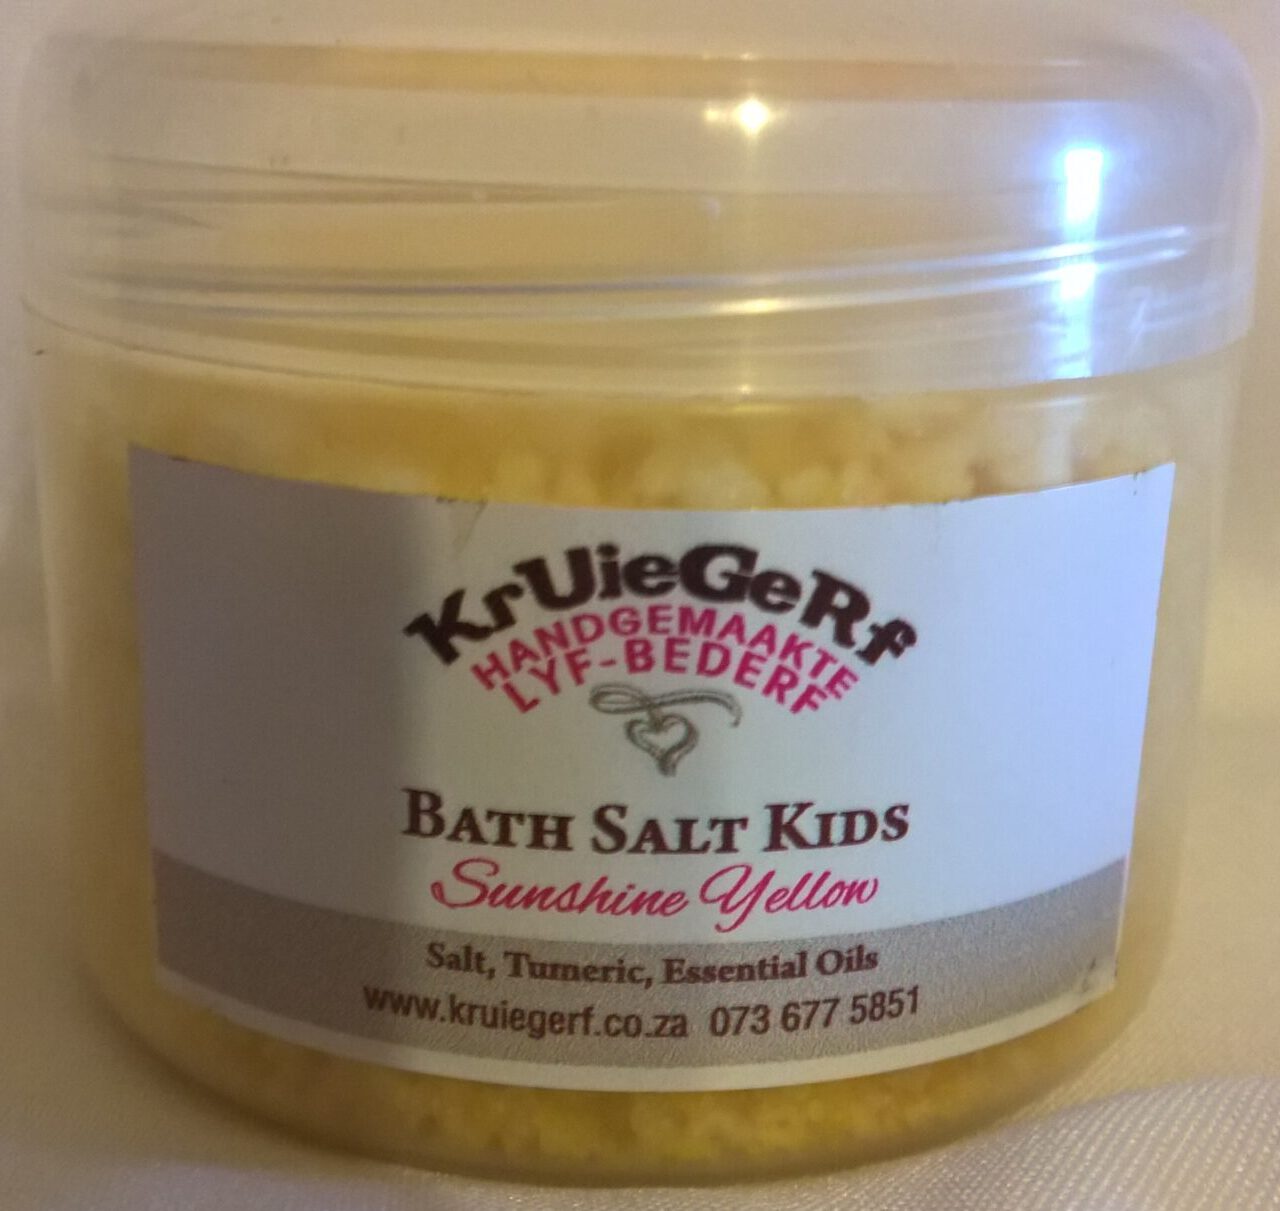 KrUieGeRf
HANDGEMAAKTE
LYF-BEDERF
BATH SALT KIDS
Sunshine Yellow
Salt, Tumeric, Essential Oils
www.kruiegerf.co.za 073 677 5851